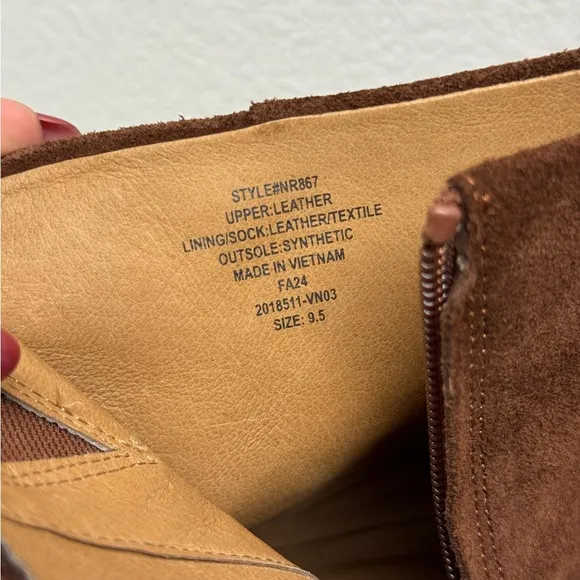 STYLE#NR867
UPPER:LEATHER
LINING/SOCK:LEATHER/TEXTILE
OUTSOLE:SYNTHETIC
MADE IN VIETNAM
FA24
2018511-VN03
SIZE: 9.5